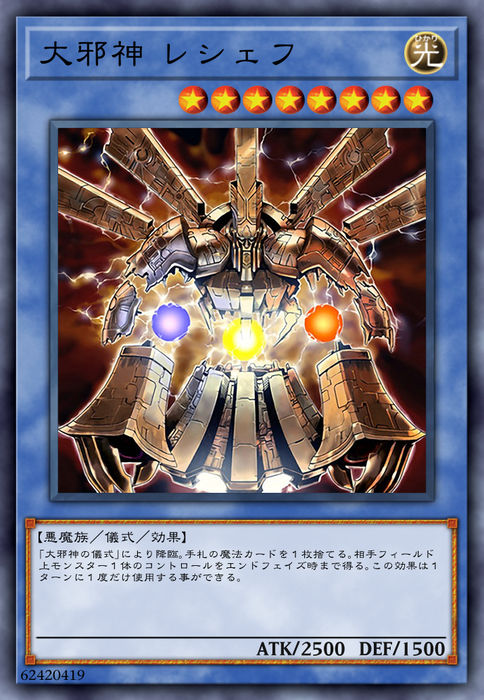 大邪神 レシェフ
ひかり
光
【悪魔族／儀式／効果】
「大邪神の儀式」により降臨。手札の魔法カードを１枚捨てる。相手フィールド
上モンスター１体のコントロールをエンドフェイズ時まで得る。この効果は１
ターンに１度だけ使用する事ができる。
ATK/2500 DEF/1500
62420419